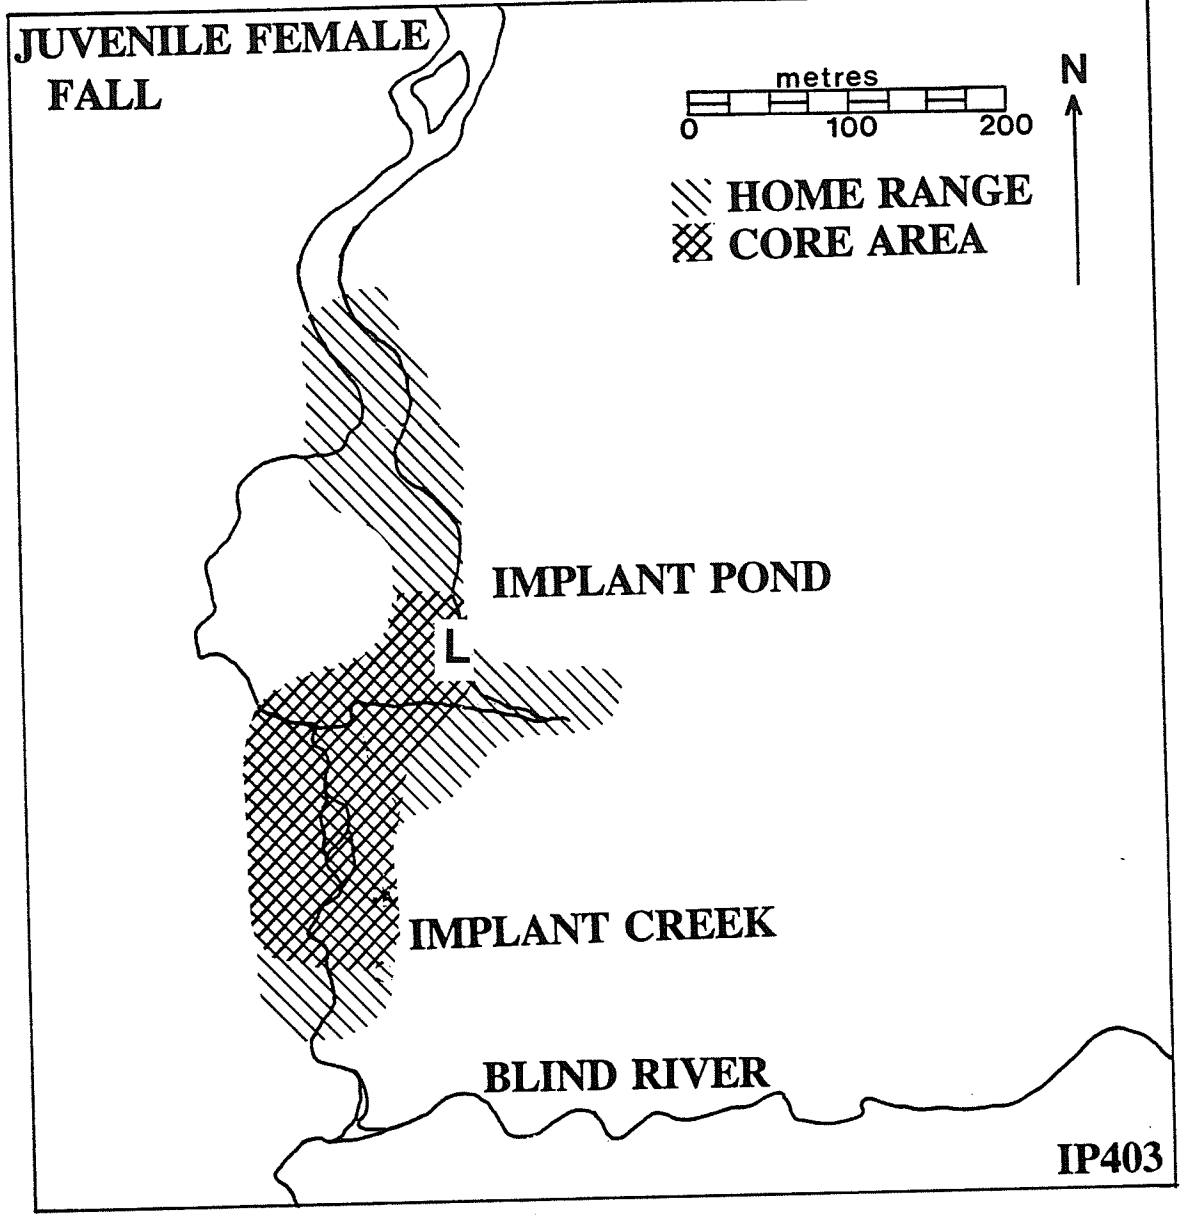 JUVENILE FEMALE
FALL
metres
0 100 200
N
HOME RANGE
CORE AREA
IMPLANT POND
L
IMPLANT CREEK
BLIND RIVER
IP403